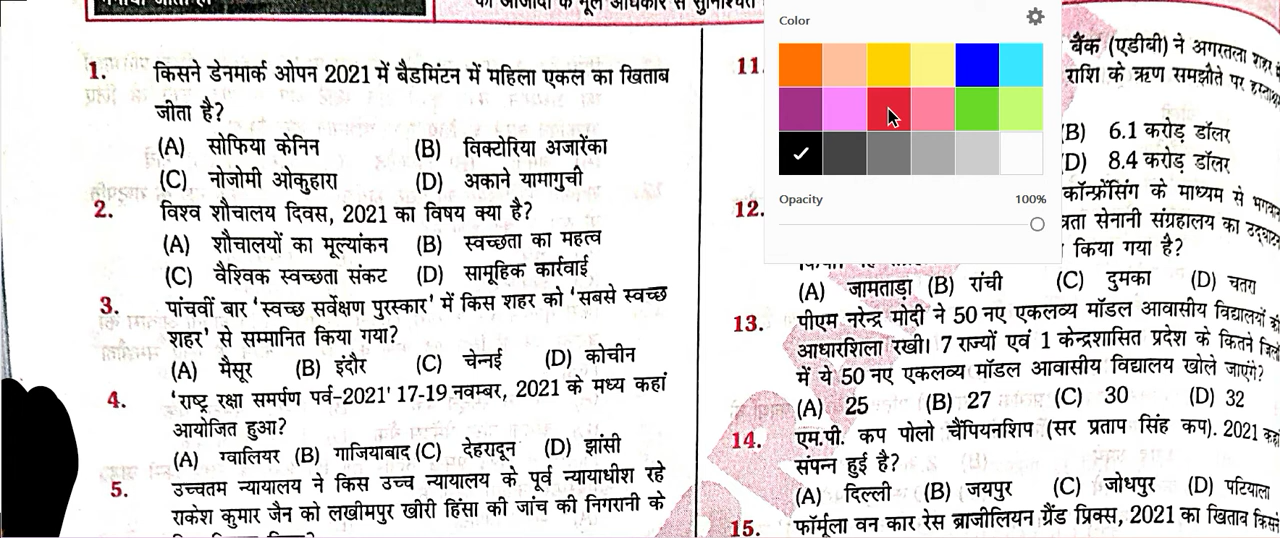 1. किसने डेनमार्क ओपन 2021 में बैडमिंटन में महिला एकल का खिताब
जीता है?
(A) सोफिया केनिन (B) विक्टोरिया अजारेंका
(C) नोजोमी ओकुहारा (D) अकाने यामागुची
2. विश्व शौचालय दिवस, 2021 का विषय क्या है?
(A) शौचालयों का मूल्यांकन (B) स्वच्छता का महत्व
(C) वैश्विक स्वच्छता संकट (D) सामूहिक कार्रवाई
3. पांचवीं बार 'स्वच्छ सर्वेक्षण पुरस्कार' में किस शहर को 'सबसे स्वच्छ
शहर' से सम्मानित किया गया?
(A) मैसूर (B) इंदौर (C) चेन्नई (D) कोचीन
4. 'राष्ट्र रक्षा समर्पण पर्व-2021' 17-19 नवम्बर, 2021 के मध्य कहां
आयोजित हुआ?
(A) ग्वालियर (B) गाजियाबाद (C) देहरादून (D) झांसी
5. उच्चतम न्यायालय ने किस उच्च न्यायालय के पूर्व न्यायाधीश रहे
राकेश कुमार जैन को लखीमपुर खीरी हिंसा की जांच की निगरानी के
Color
Opacity 100%
11. बैंक (एडीबी) ने अगरतला शहर
राशि के ऋण समझौते पर
(B) 6.1 करोड़ डॉलर
(D) 8.4 करोड़ डॉलर
12. कॉन्फ्रेंसिंग के माध्यम से
सेनानी संग्रहालय का उद्घाटन
किया गया है?
(A) जामताड़ा (B) रांची (C) दुमका (D) चतरा
13. पीएम नरेन्द्र मोदी ने 50 नए एकलव्य मॉडल आवासीय विद्यालयों की
आधारशिला रखी। 7 राज्यों एवं 1 केन्द्रशासित प्रदेश के कितने
में ये 50 नए एकलव्य मॉडल आवासीय विद्यालय खोले जाएंगे?
(A) 25 (B) 27 (C) 30 (D) 32
14. एम.पी. कप पोलो चैंपियनशिप (सर प्रताप सिंह कप). 2021
संपन्न हुई है?
(A) दिल्ली (B) जयपुर (C) जोधपुर (D) पटियाला
15. फॉर्मूला वन कार रेस ब्राजीलियन ग्रैंड प्रिक्स, 2021 का खिताब